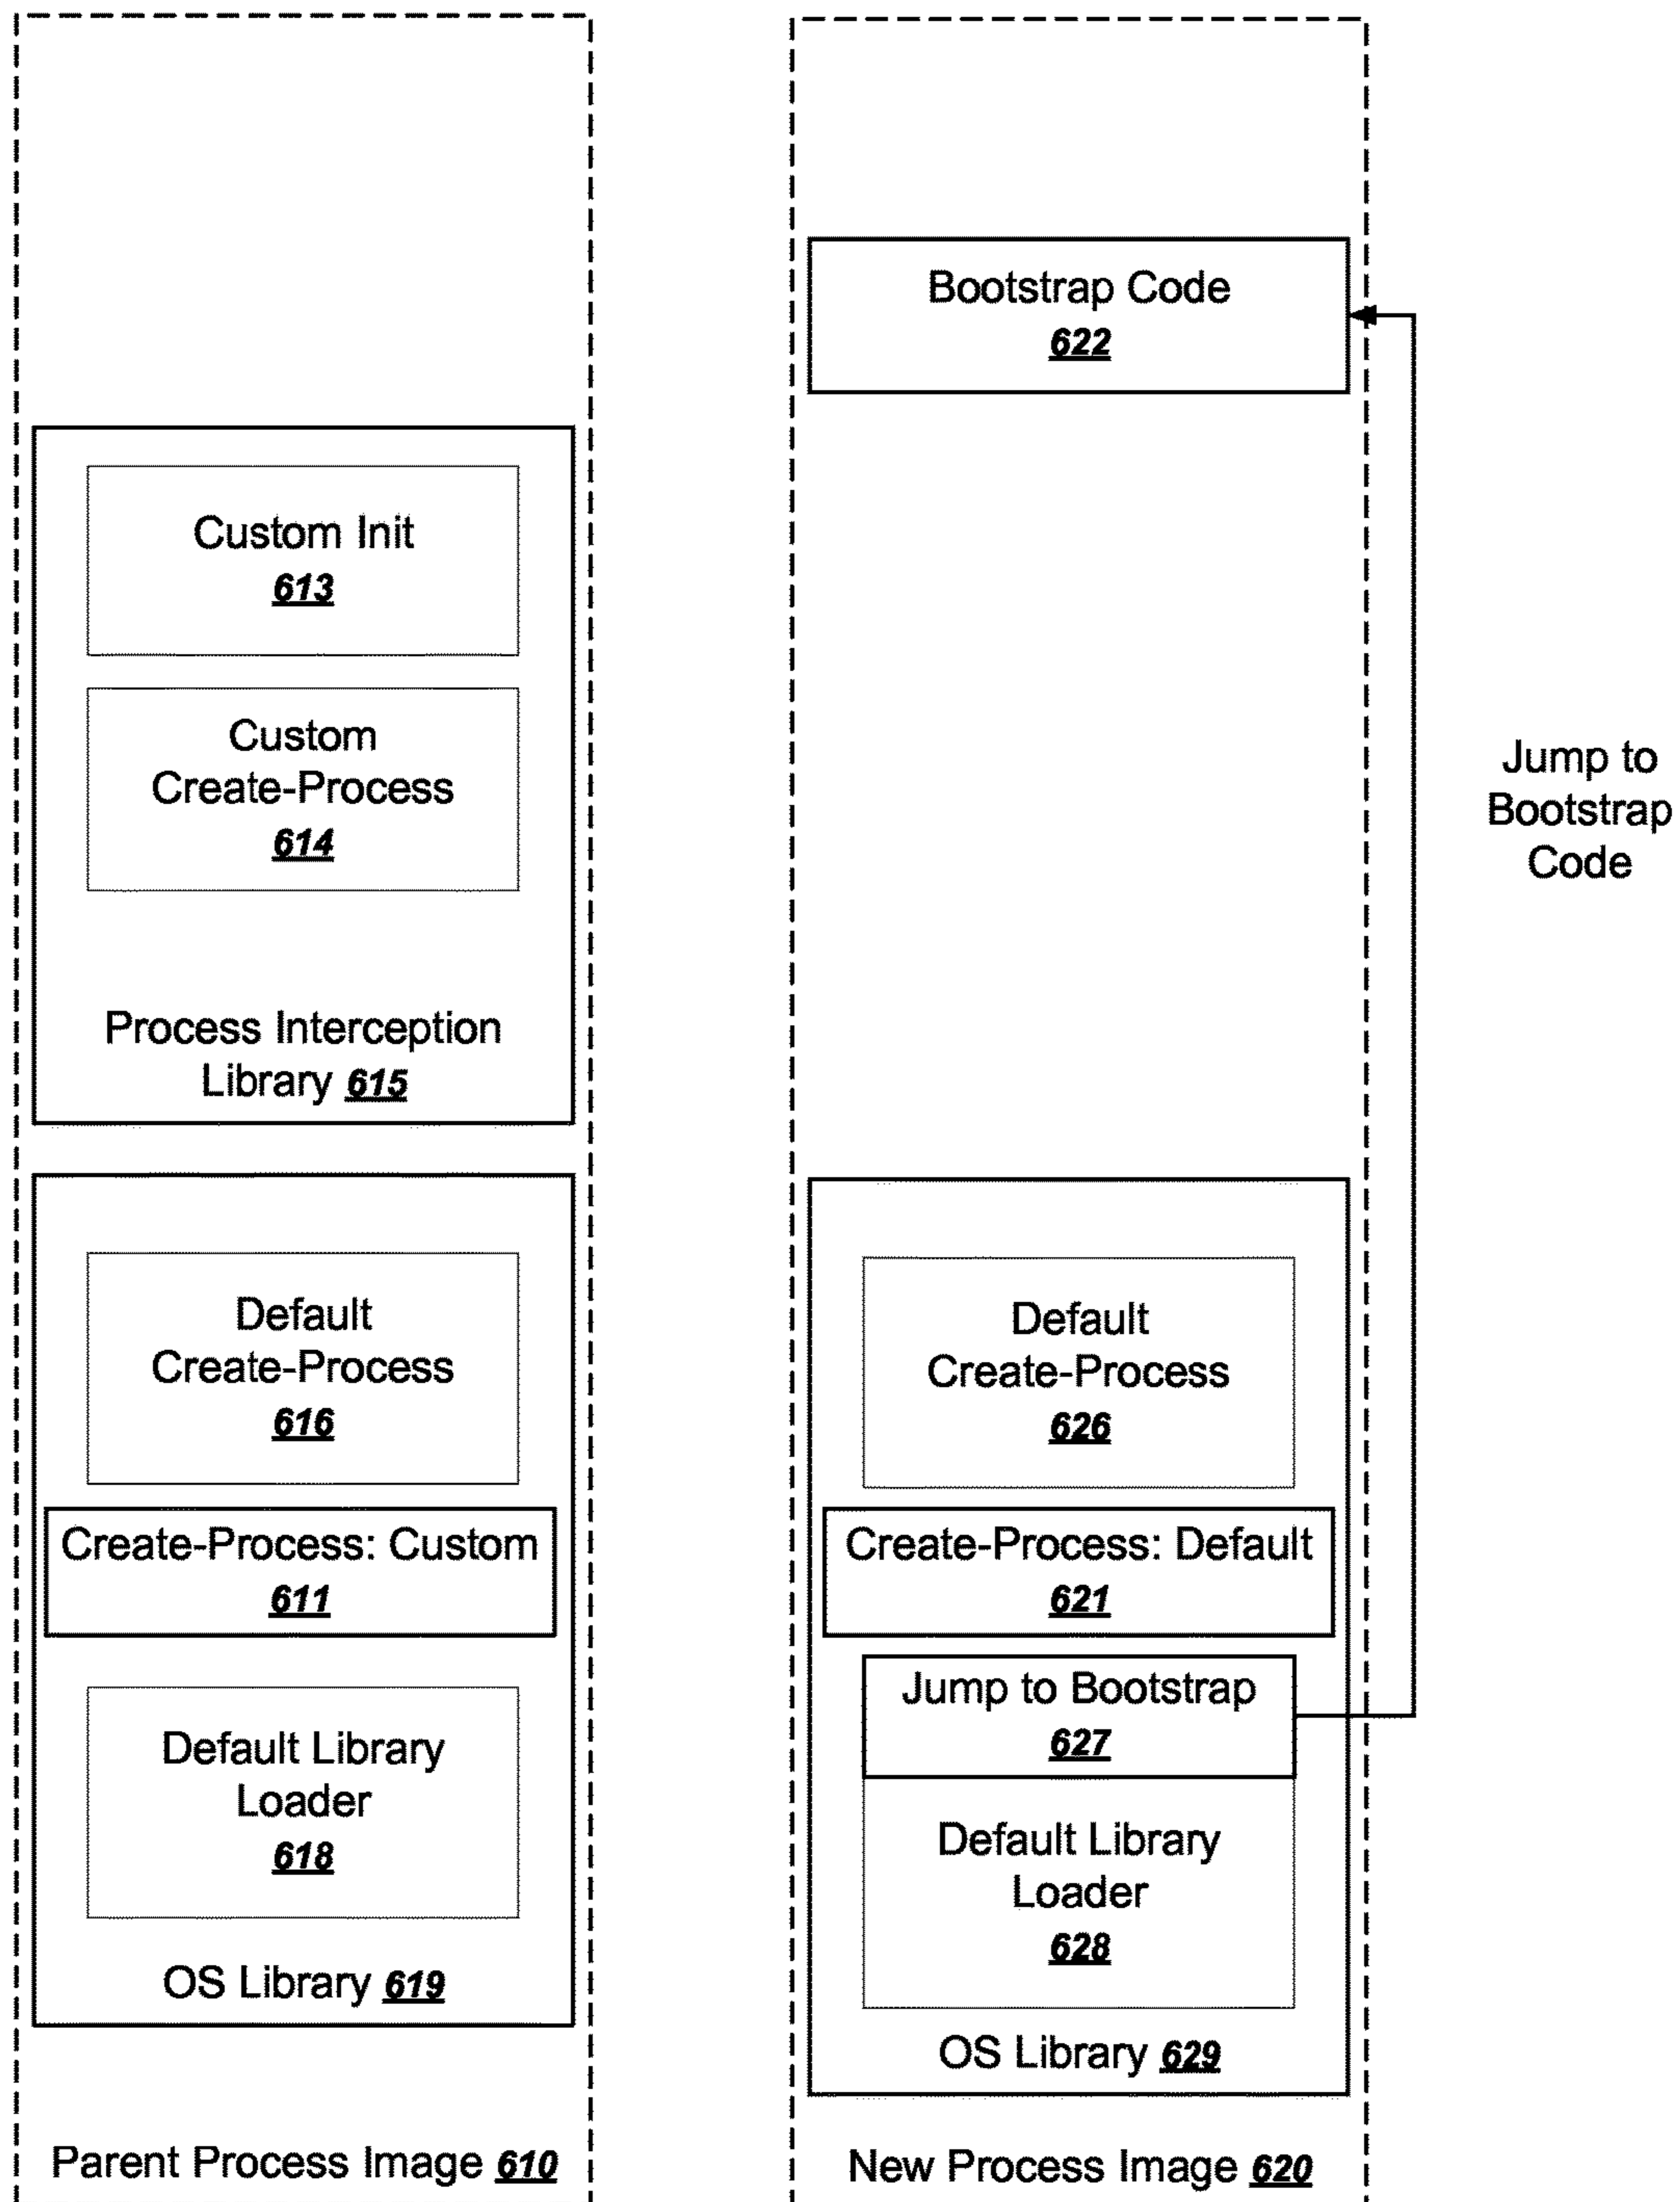 Custom Init
613
Custom
Create-Process
614
Process Interception
Library 615
Default
Create-Process
616
Create-Process: Custom
611
Default Library
Loader
618
OS Library 619
Parent Process Image 610
Bootstrap Code
622
Default
Create-Process
626
Create-Process: Default
621
Jump to Bootstrap
627
Default Library
Loader
628
OS Library 629
New Process Image 620
Jump to
Bootstrap
Code